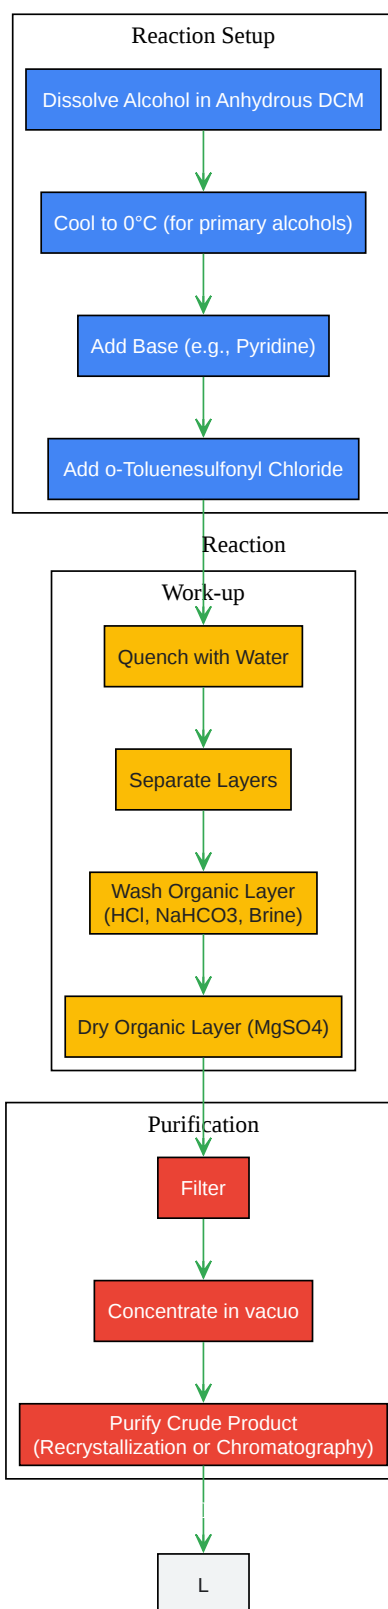 Reaction Setup
Dissolve Alcohol in Anhydrous DCM
Cool to 0°C (for primary alcohols)
Add Base (e.g., Pyridine)
Add o-Toluenesulfonyl Chloride
Reaction
Work-up
Quench with Water
Separate Layers
Wash Organic Layer
(HCl, NaHCO3, Brine)
Dry Organic Layer (MgSO4)
Purification
Filter
Concentrate in vacuo
Purify Crude Product
(Recrystallization or Chromatography)
L